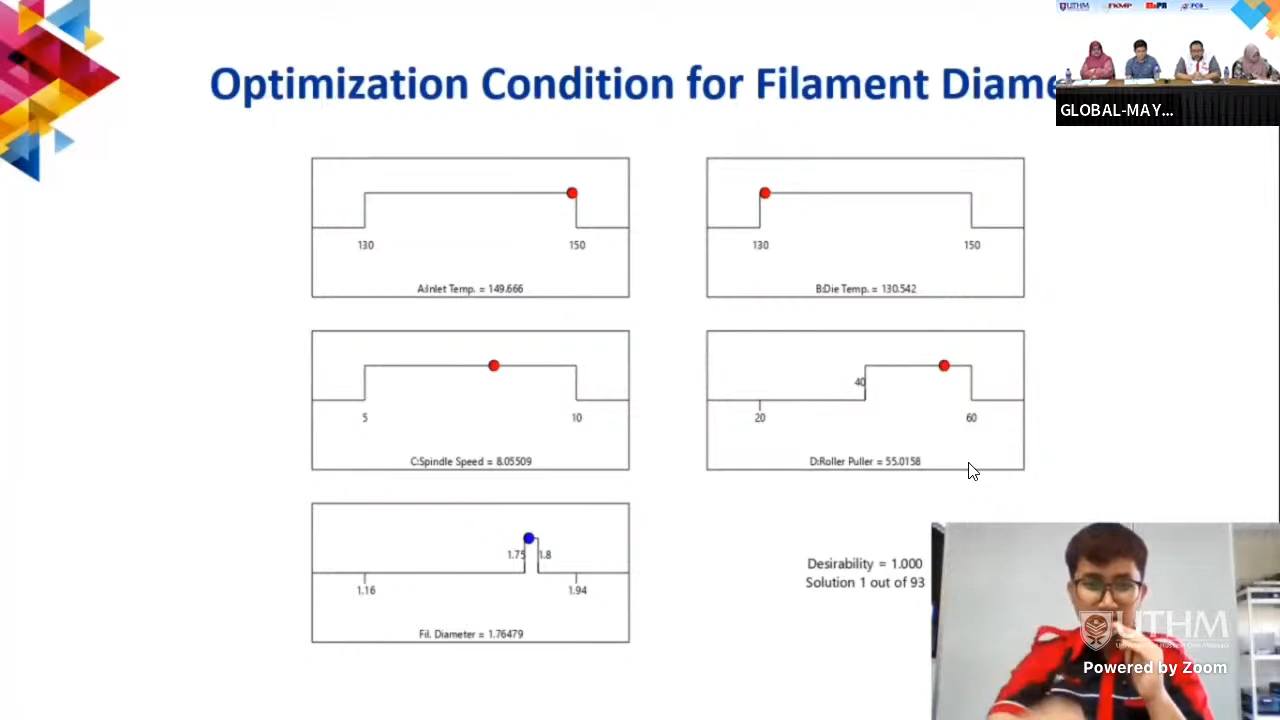 UTHM
Optimization Condition for Filament Diame
GLOBAL-MAY...
130
150
A:Inlet Temp. = 149.666
130
150
B:Die Temp. = 130.542
5
10
C:Spindle Speed = 8.05509
40
20
60
D:Roller Puller = 55.0158
1.75
1.8
1.16
1.94
Fil. Diameter = 1.76479
Desirability = 1.000
Solution 1 out of 93
UTHM
Powered by Zoom